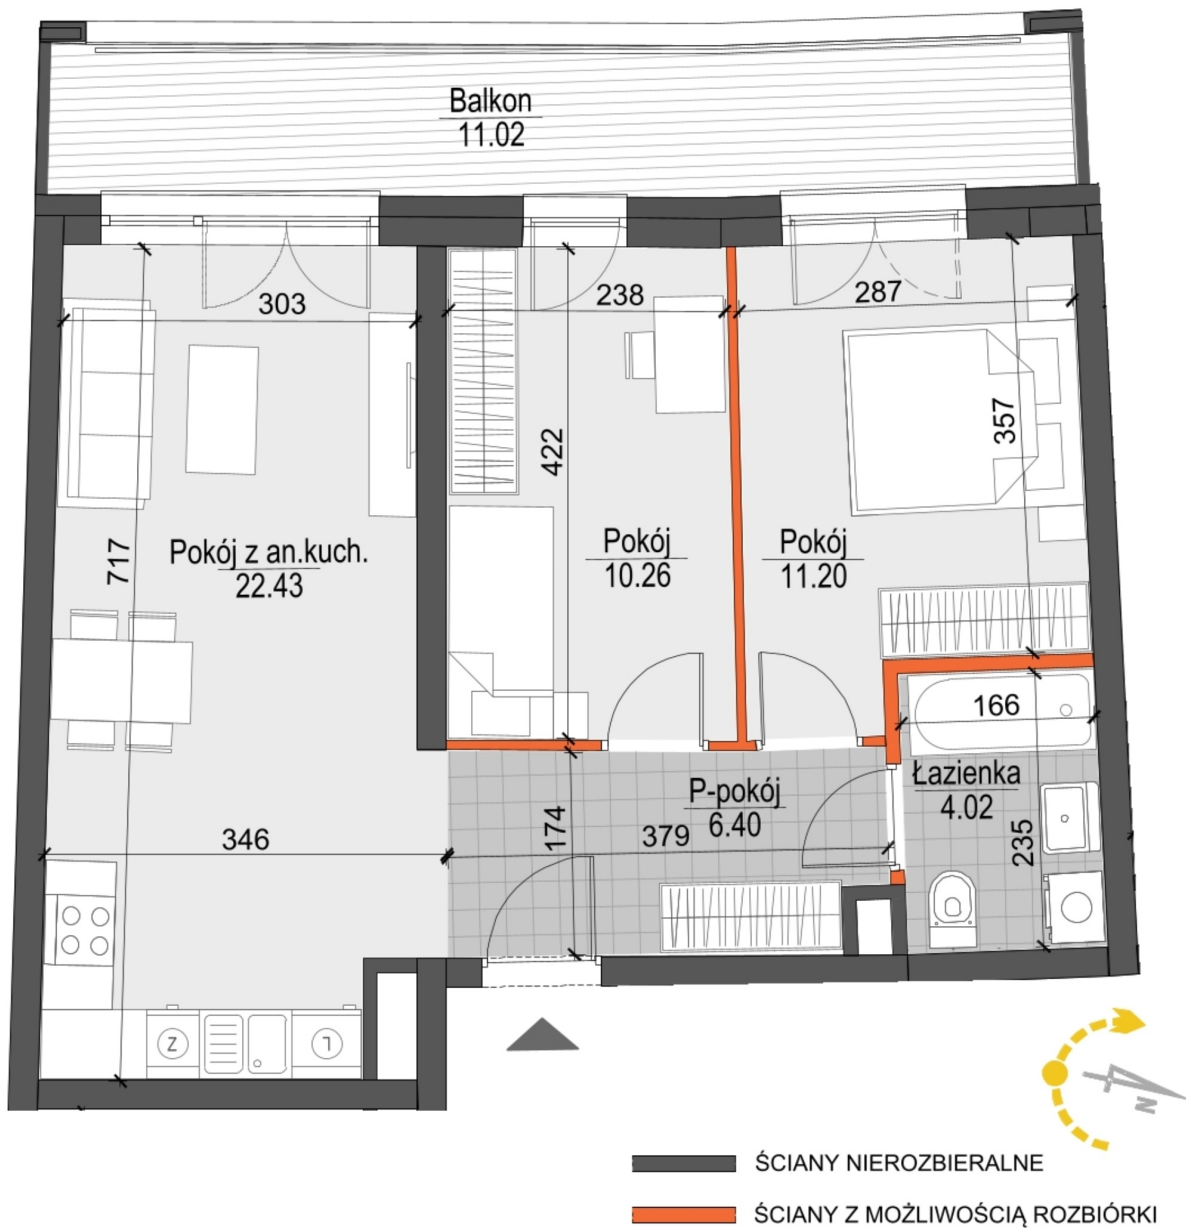 Balkon
11.02
303
238
287
422
357
717
Pokój z an.kuch.
22.43
Pokój
10.26
Pokój
11.20
166
Łazienka
4.02
P-pokój
6.40
174
379
235
346
Z
L
N
ŚCIANY NIEROZBIERALNE
ŚCIANY Z MOŻLIWOŚCIĄ ROZBIÓRKI